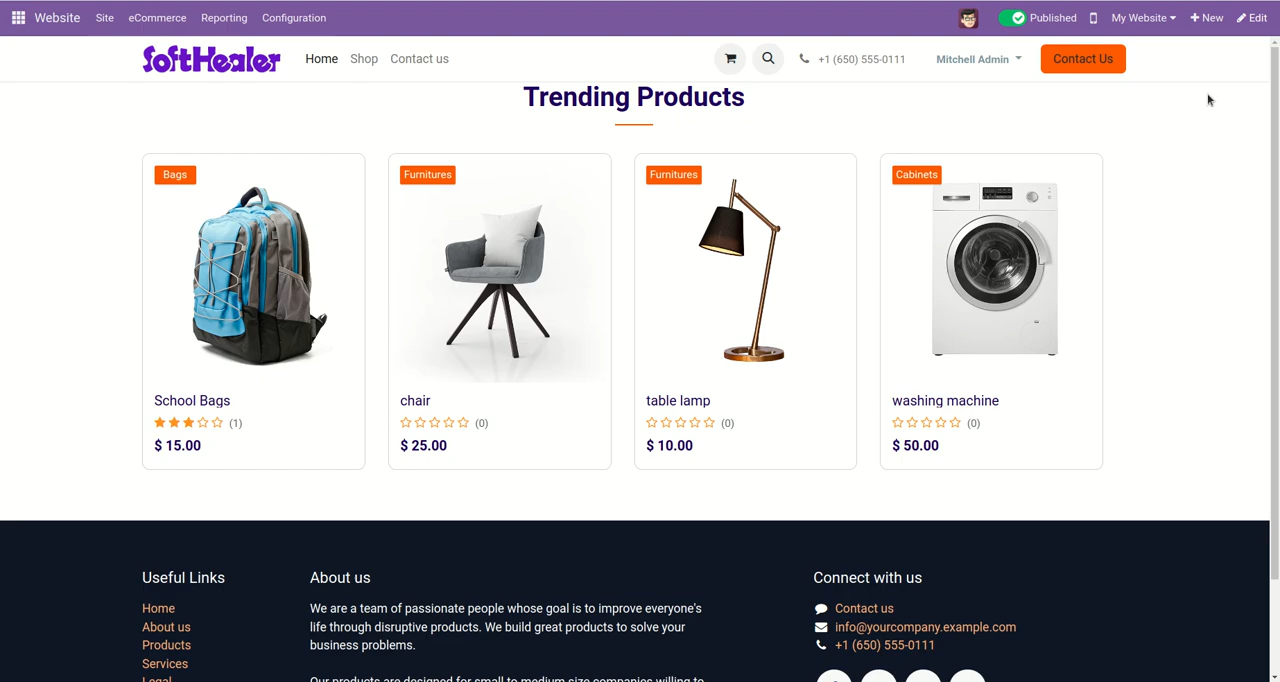 Website Site eCommerce Reporting Configuration Published My Website + New Edit
SoftHealer Home Shop Contact us +1 (650) 555-0111 Mitchell Admin Contact Us
Trending Products
Bags
School Bags
(1)
$ 15.00
Furnitures
chair
(0)
$ 25.00
Furnitures
table lamp
(0)
$ 10.00
Cabinets
washing machine
(0)
$ 50.00
Useful Links
Home
About us
Products
Services
Legal
About us
We are a team of passionate people whose goal is to improve everyone's
life through disruptive products. We build great products to solve your
business problems.
Our products are designed for small to medium size companies willing to
Connect with us
Contact us
info@yourcompany.example.com
+1 (650) 555-0111